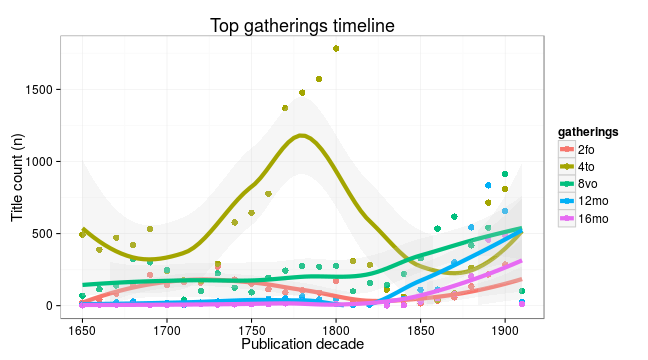 Top gatherings timeline
Title count (n)
1500
1000
500
0
1650
1700
1750
1800
1850
1900
Publication decade
gatherings
2fo
4to
8vo
12mo
16mo